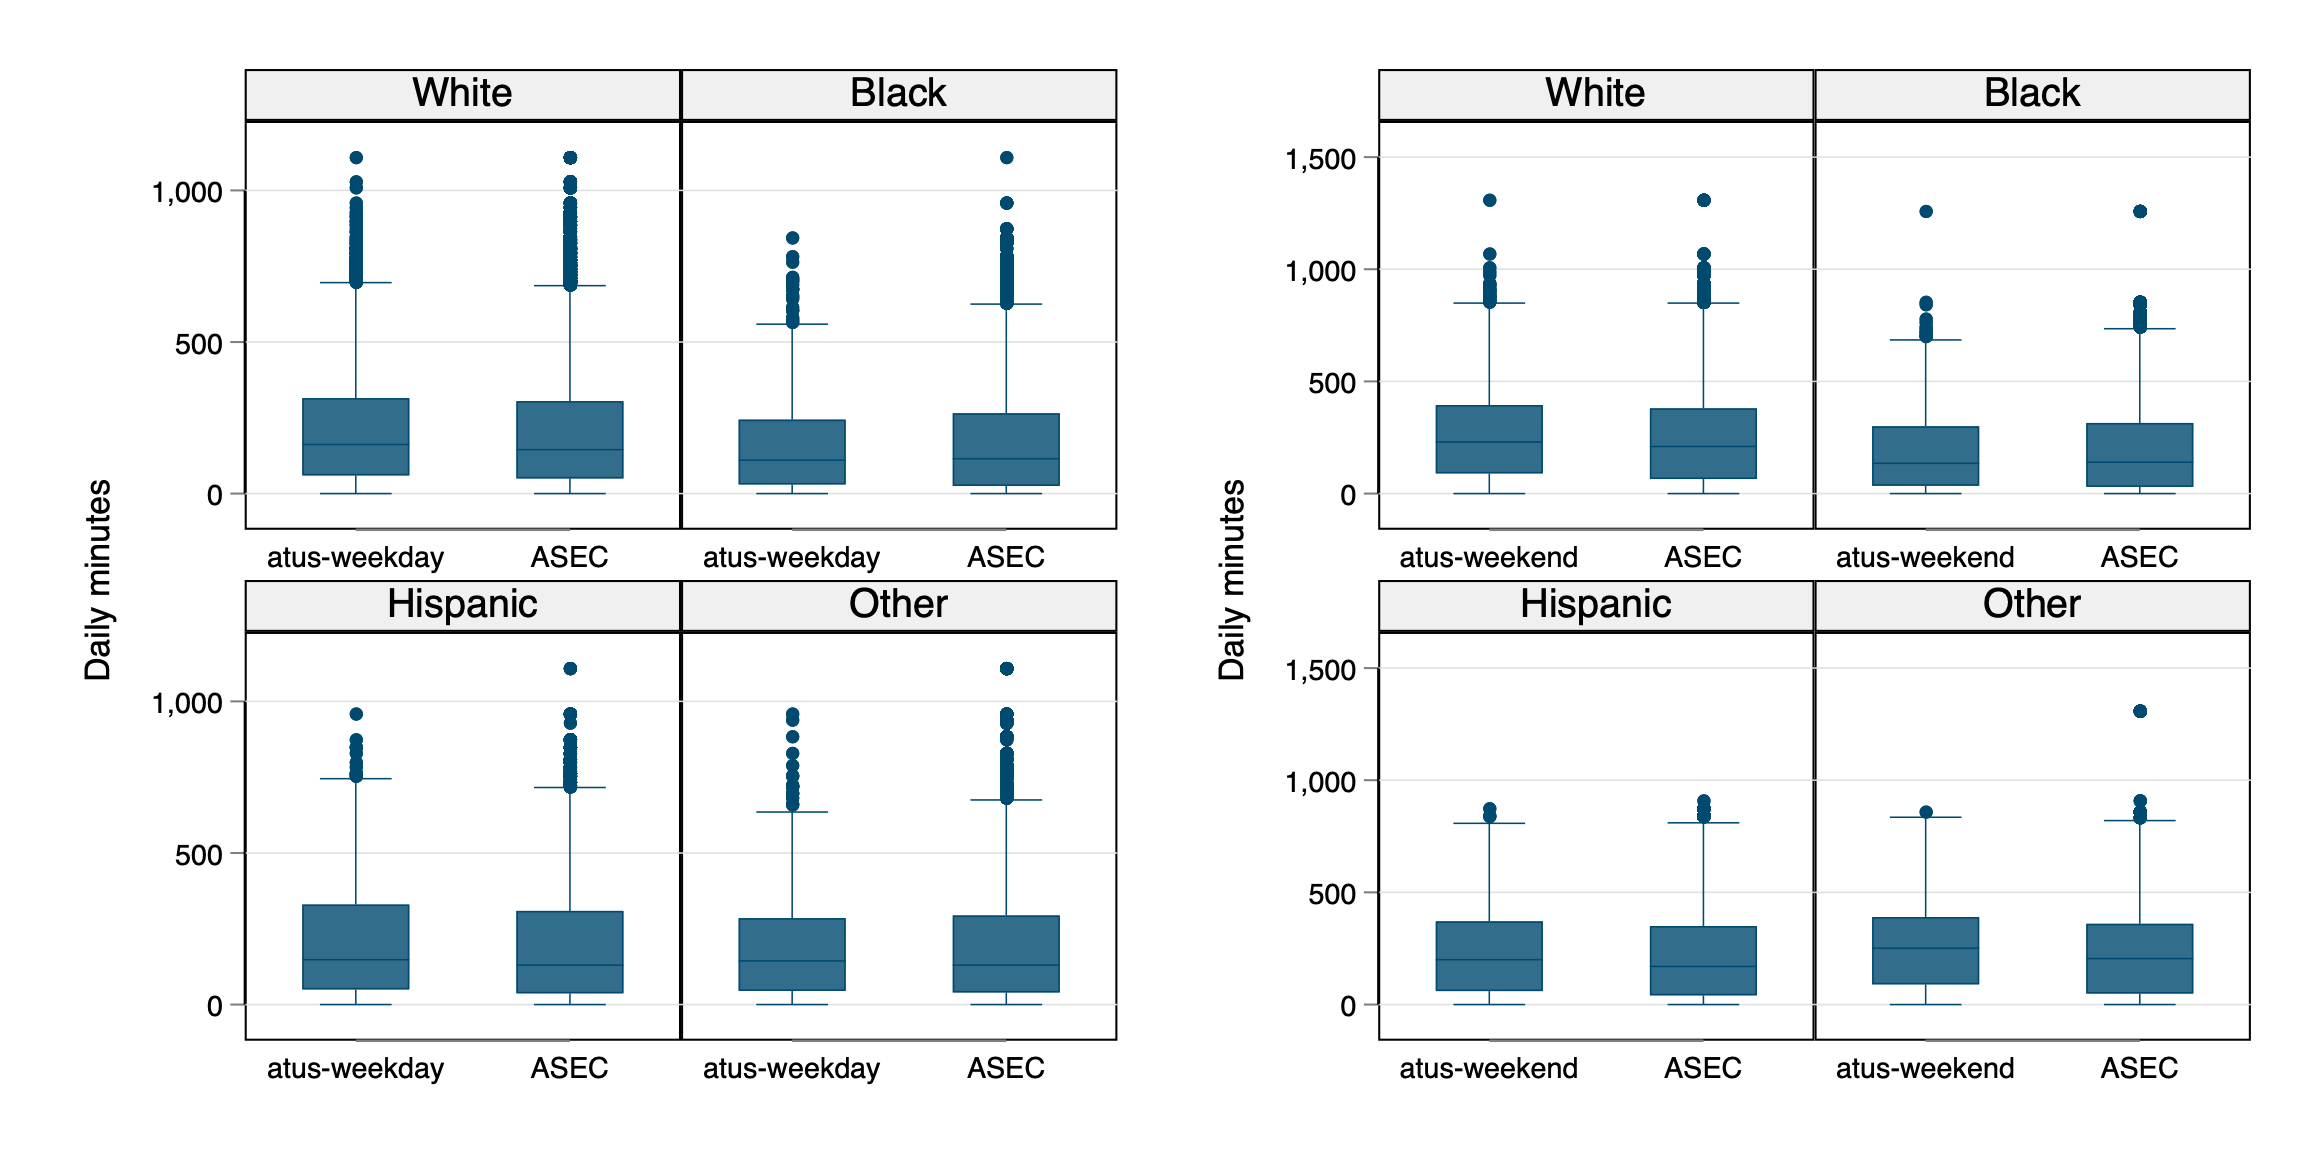 Daily minutes
White
Black
1,000
500
0
atus-weekday
ASEC
atus-weekday
ASEC
Hispanic
Other
1,000
500
0
atus-weekday
ASEC
atus-weekday
ASEC
Daily minutes
White
Black
1,500
1,000
500
0
atus-weekend
ASEC
atus-weekend
ASEC
Hispanic
Other
1,500
1,000
500
0
atus-weekend
ASEC
atus-weekend
ASEC